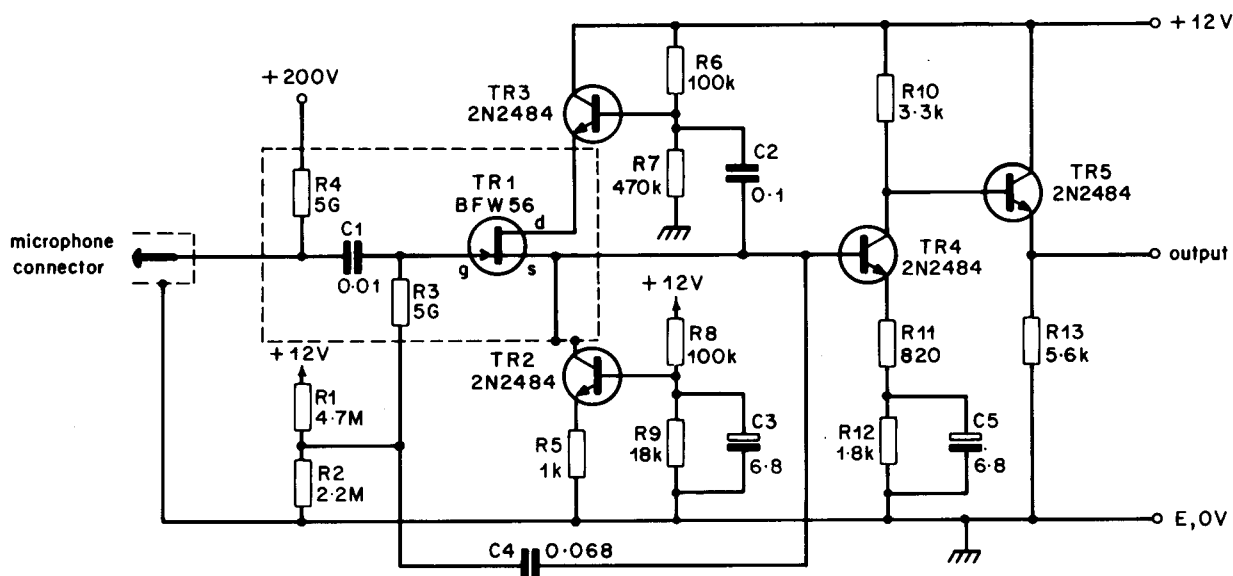 +12V
+200V
TR3
2N2484
R6
100k
R10
3.3k
R4
5G
TR1
BFW56
d
R7
470k
C2
0·1
TR5
2N2484
microphone
connector
C1
0·01
g
s
TR4
2N2484
output
R3
5G
+12V
R8
100k
R11
820
R13
5.6k
+12V
TR2
2N2484
R1
4.7M
R5
1k
R9
18k
C3
6·8
R12
1.8k
C5
6·8
R2
2.2M
E,0V
C4
0·068